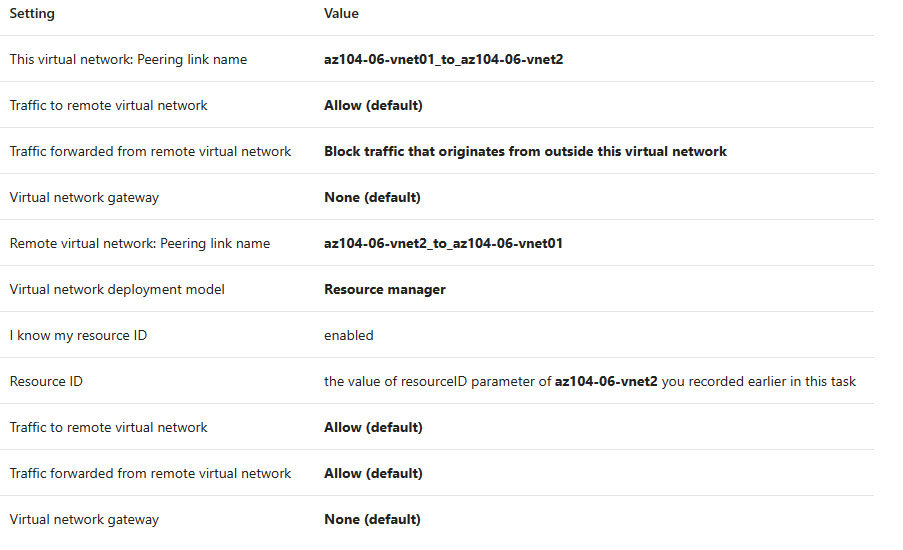 Setting Value
This virtual network: Peering link name az104-06-vnet01_to_az104-06-vnet2
Traffic to remote virtual network Allow (default)
Traffic forwarded from remote virtual network Block traffic that originates from outside this virtual network
Virtual network gateway None (default)
Remote virtual network: Peering link name az104-06-vnet2_to_az104-06-vnet01
Virtual network deployment model Resource manager
I know my resource ID enabled
Resource ID the value of resourceID parameter of az104-06-vnet2 you recorded earlier in this task
Traffic to remote virtual network Allow (default)
Traffic forwarded from remote virtual network Allow (default)
Virtual network gateway None (default)